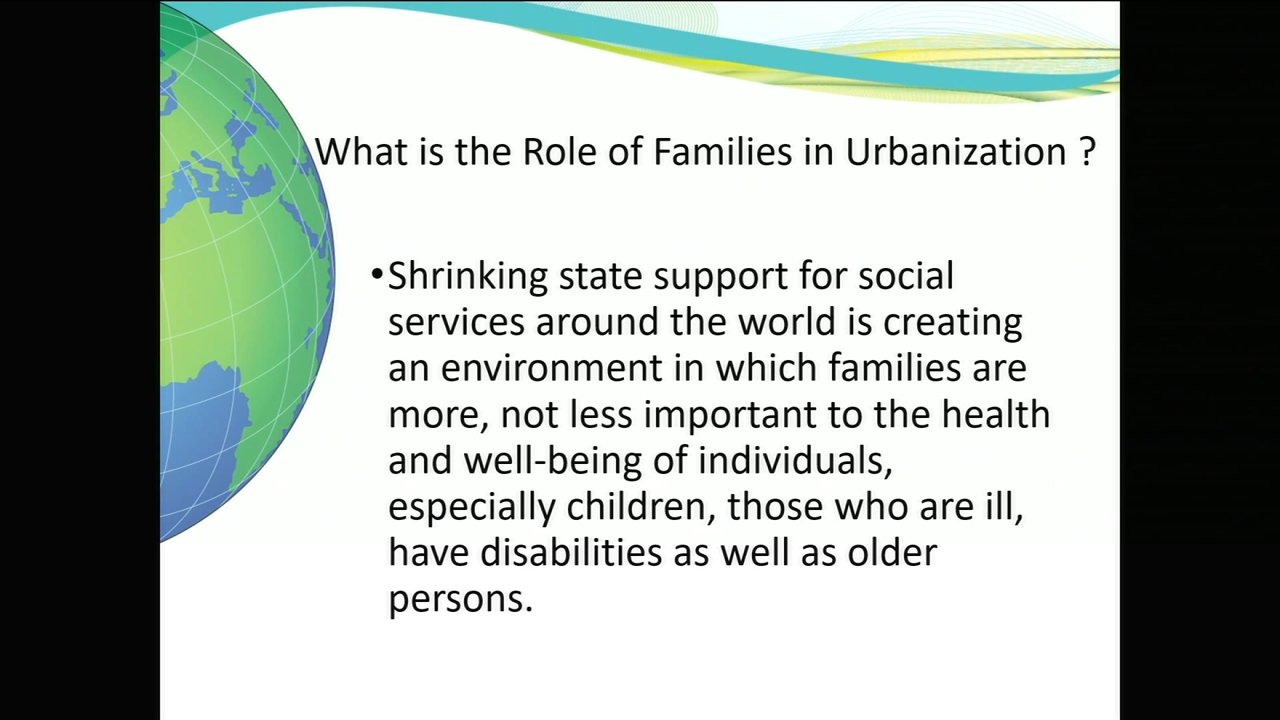 What is the Role of Families in Urbanization ?
•Shrinking state support for social
services around the world is creating
an environment in which families are
more, not less important to the health
and well-being of individuals,
especially children, those who are ill,
have disabilities as well as older
persons.